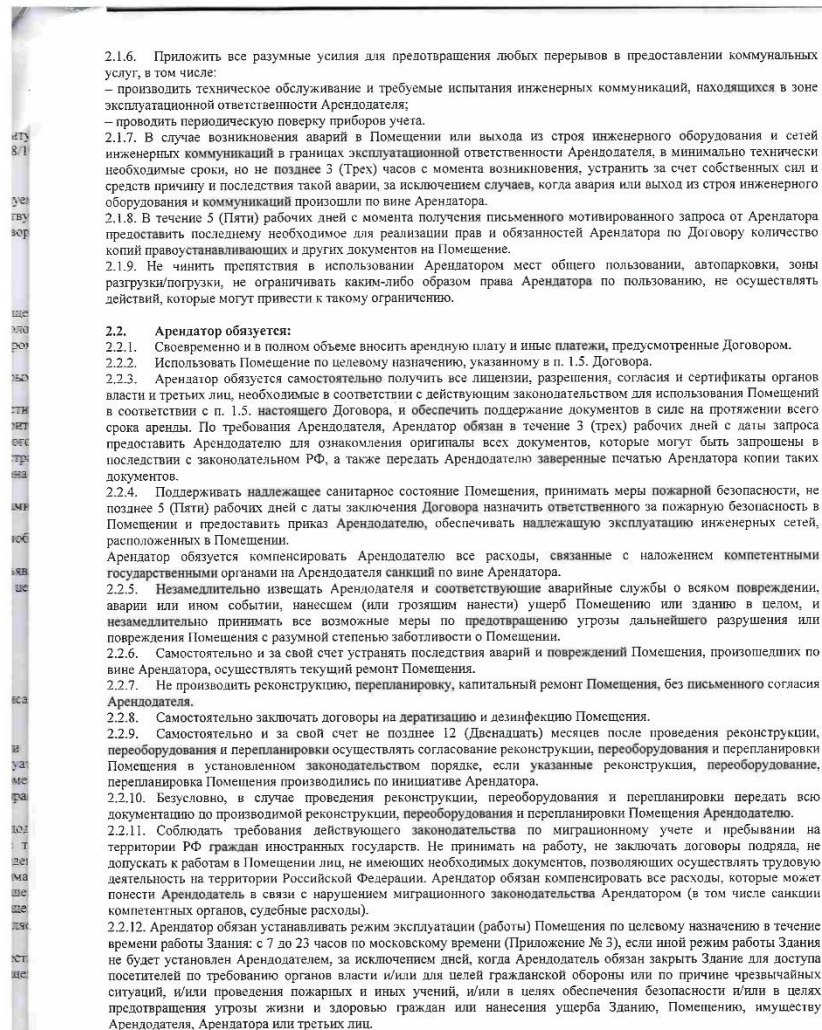 2.1.6. Приложить все разумные усилия для предотвращения любых перерывов в предоставлении коммунальных
услуг, в том числе:
– производить техническое обслуживание и требуемые испытания инженерных коммуникаций, находящихся в зоне
эксплуатационной ответственности Арендодателя;
– проводить периодическую поверку приборов учета.
2.1.7. В случае возникновения аварий в Помещении или выхода из строя инженерного оборудования и сетей
инженерных коммуникаций в границах эксплуатационной ответственности Арендодателя, в минимально технически
необходимые сроки, но не позднее 3 (Трех) часов с момента возникновения, устранить за счет собственных сил и
средств причину и последствия такой аварии, за исключением случаев, когда авария или выход из строя инженерного
оборудования и коммуникаций произошли по вине Арендатора.
2.1.8. В течение 5 (Пяти) рабочих дней с момента получения письменного мотивированного запроса от Арендатора
предоставить последнему необходимое для реализации прав и обязанностей Арендатора по Договору количество
копий правоустанавливающих и других документов на Помещение.
2.1.9. Не чинить препятствия в использовании Арендатором мест общего пользовании, автопарковки, зоны
разгрузки/погрузки, не ограничивать каким-либо образом права Арендатора по пользованию, не осуществлять
действий, которые могут привести к такому ограничению.
2.2. Арендатор обязуется:
2.2.1. Своевременно и в полном объеме вносить арендную плату и иные платежи, предусмотренные Договором.
2.2.2. Использовать Помещение по целевому назначению, указанному в п. 1.5. Договора.
2.2.3. Арендатор обязуется самостоятельно получить все лицензии, разрешения, согласия и сертификаты органов
власти и третьих лиц, необходимые в соответствии с действующим законодательством для использования Помещений
в соответствии с п. 1.5. настоящего Договора, и обеспечить поддержание документов в силе на протяжении всего
срока аренды. По требования Арендодателя, Арендатор обязан в течение 3 (трех) рабочих дней с даты запроса
предоставить Арендодателю для ознакомления оригиналы всех документов, которые могут быть запрошены в
последствии с законодательном РФ, а также передать Арендодателю заверенные печатью Арендатора копии таких
документов.
2.2.4. Поддерживать надлежащее санитарное состояние Помещения, принимать меры пожарной безопасности, не
позднее 5 (Пяти) рабочих дней с даты заключения Договора назначить ответственного за пожарную безопасность в
Помещении и предоставить приказ Арендодателю, обеспечивать надлежащую эксплуатацию инженерных сетей,
расположенных в Помещении.
Арендатор обязуется компенсировать Арендодателю все расходы, связанные с наложением компетентными
государственными органами на Арендодателя санкций по вине Арендатора.
2.2.5. Незамедлительно извещать Арендодателя и соответствующие аварийные службы о всяком повреждении,
аварии или ином событии, нанесшем (или грозящим нанести) ущерб Помещению или зданию в целом, и
незамедлительно принимать все возможные меры по предотвращению угрозы дальнейшего разрушения или
повреждения Помещения с разумной степенью заботливости о Помещении.
2.2.6. Самостоятельно и за свой счет устранять последствия аварий и повреждений Помещения, произошедших по
вине Арендатора, осуществлять текущий ремонт Помещения.
2.2.7. Не производить реконструкцию, перепланировку, капитальный ремонт Помещения, без письменного согласия
Арендодателя.
2.2.8. Самостоятельно заключать договоры на дератизацию и дезинфекцию Помещения.
2.2.9. Самостоятельно и за свой счет не позднее 12 (Двенадцать) месяцев после проведения реконструкции,
переоборудования и перепланировки осуществлять согласование реконструкции, переоборудования и перепланировки
Помещения в установленном законодательством порядке, если указанные реконструкция, переоборудование,
перепланировка Помещения производились по инициативе Арендатора.
2.2.10. Безусловно, в случае проведения реконструкции, переоборудования и перепланировки передать всю
документацию по производимой реконструкции, переоборудования и перепланировки Помещения Арендодателю.
2.2.11. Соблюдать требования действующего законодательства по миграционному учете и пребывании на
территории РФ граждан иностранных государств. Не принимать на работу, не заключать договоры подряда, не
допускать к работам в Помещении лиц, не имеющих необходимых документов, позволяющих осуществлять трудовую
деятельность на территории Российской Федерации. Арендатор обязан компенсировать все расходы, которые может
понести Арендодатель в связи с нарушением миграционного законодательства Арендатором (в том числе санкции
компетентных органов, судебные расходы).
2.2.12. Арендатор обязан устанавливать режим эксплуатации (работы) Помещения по целевому назначению в течение
времени работы Здания: с 7 до 23 часов по московскому времени (Приложение № 3), если иной режим работы Здания
не будет установлен Арендодателем, за исключением дней, когда Арендодатель обязан закрыть Здание для доступа
посетителей по требованию органов власти и/или для целей гражданской обороны или по причине чрезвычайных
ситуаций, и/или проведения пожарных и иных учений, и/или в целях обеспечения безопасности и/или в целях
предотвращения угрозы жизни и здоровью граждан или нанесения ущерба Зданию, Помещению, имуществу
Арендодателя, Арендатора или третьих лиц.